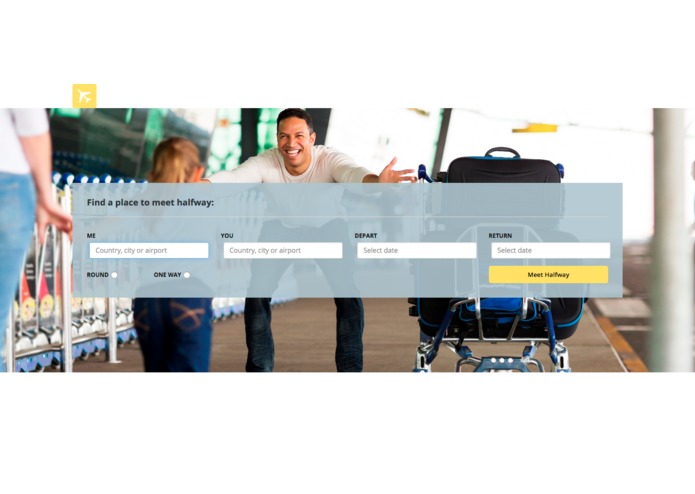 Find a place to meet halfway:
ME YOU DEPART RETURN
Country, city or airport Country, city or airport Select date Select date
ROUND ONE WAY Meet Halfway